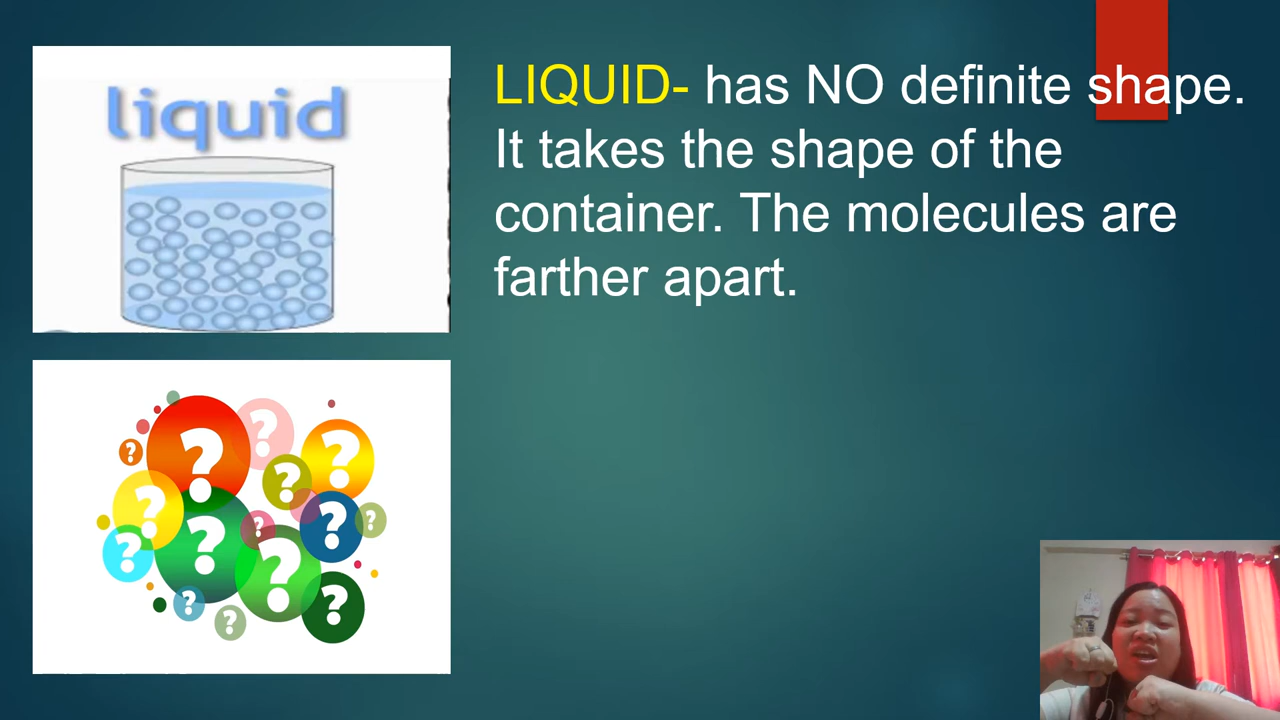 liquid
LIQUID- has NO definite shape.
It takes the shape of the
container. The molecules are
farther apart.
? ? ? ? ? ? ? ? ? ? ? ? ? ? ?